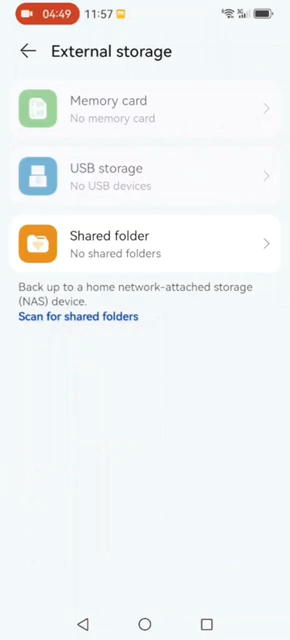 04:49 11:57
External storage
Memory card
No memory card
USB storage
No USB devices
Shared folder
No shared folders
Back up to a home network-attached storage
(NAS) device.
Scan for shared folders